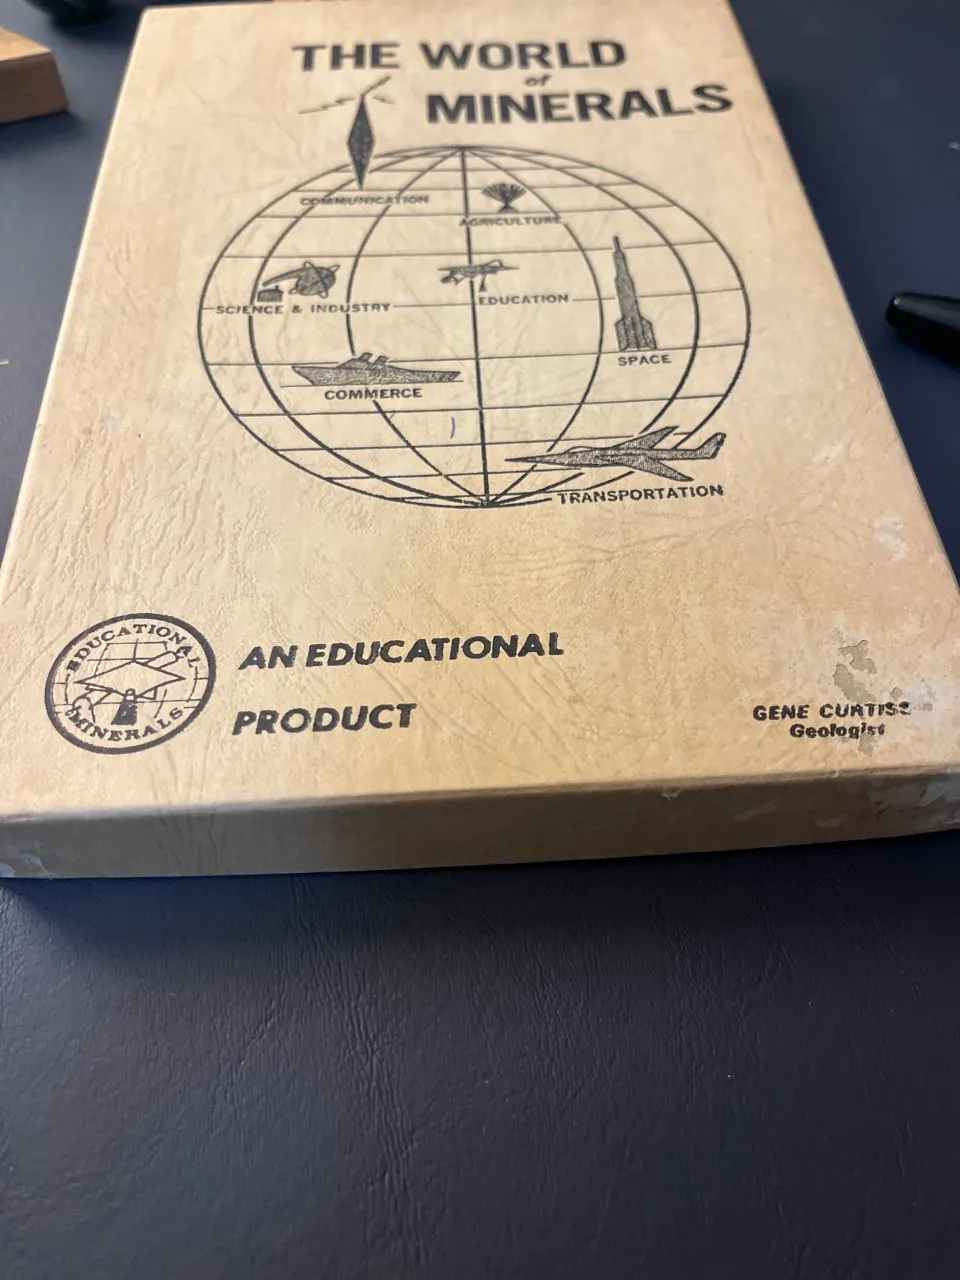 THE WORLD
of
MINERALS
COMMUNICATION
AGRICULTURE
SCIENCE & INDUSTRY
EDUCATION
SPACE
COMMERCE
TRANSPORTATION
EDUCATIONAL
MINERALS
AN EDUCATIONAL
PRODUCT
GENE CURTISS
Geologist